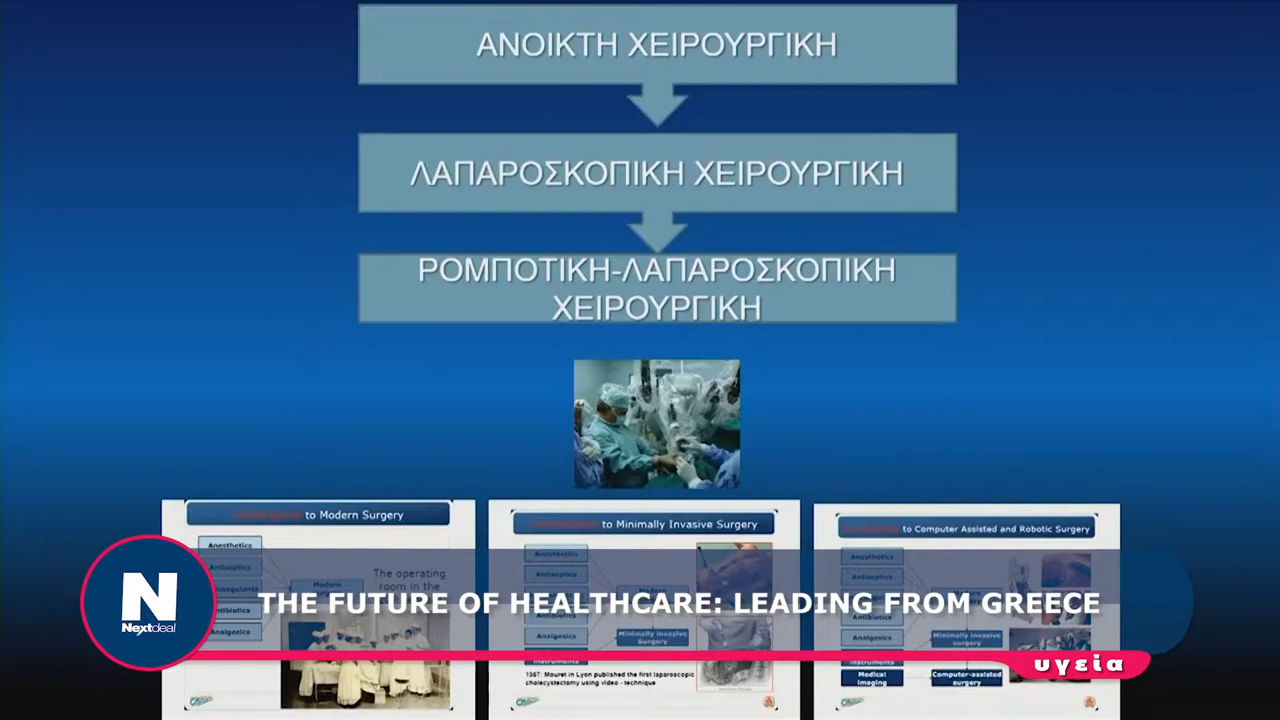 ΑΝΟΙΚΤΗ ΧΕΙΡΟΥΡΓΙΚΗ
ΛΑΠΑΡΟΣΚΟΠΙΚΗ ΧΕΙΡΟΥΡΓΙΚΗ
ΡΟΜΠΟΤΙΚΗ-ΛΑΠΑΡΟΣΚΟΠΙΚΗ
ΧΕΙΡΟΥΡΓΙΚΗ
to Modern Surgery
Anesthetics
Antiseptics
Antibiotics
Analgesics
Modern
The operating
room in the
to Minimally Invasive Surgery
Anesthetics
Antiseptics
Antibiotics
Analgesics
Instruments
Minimally invasive
Surgery
1987: Mouret in Lyon published the first laparoscopic
cholecystectomy using video - technique
to Computer Assisted and Robotic Surgery
Anesthetics
Antiseptics
Antibiotics
Analgesics
Instruments
Medical
imaging
Minimally invasive
surgery
Computer-assisted
surgery
N
Nextdeal
THE FUTURE OF HEALTHCARE: LEADING FROM GREECE
υγεία